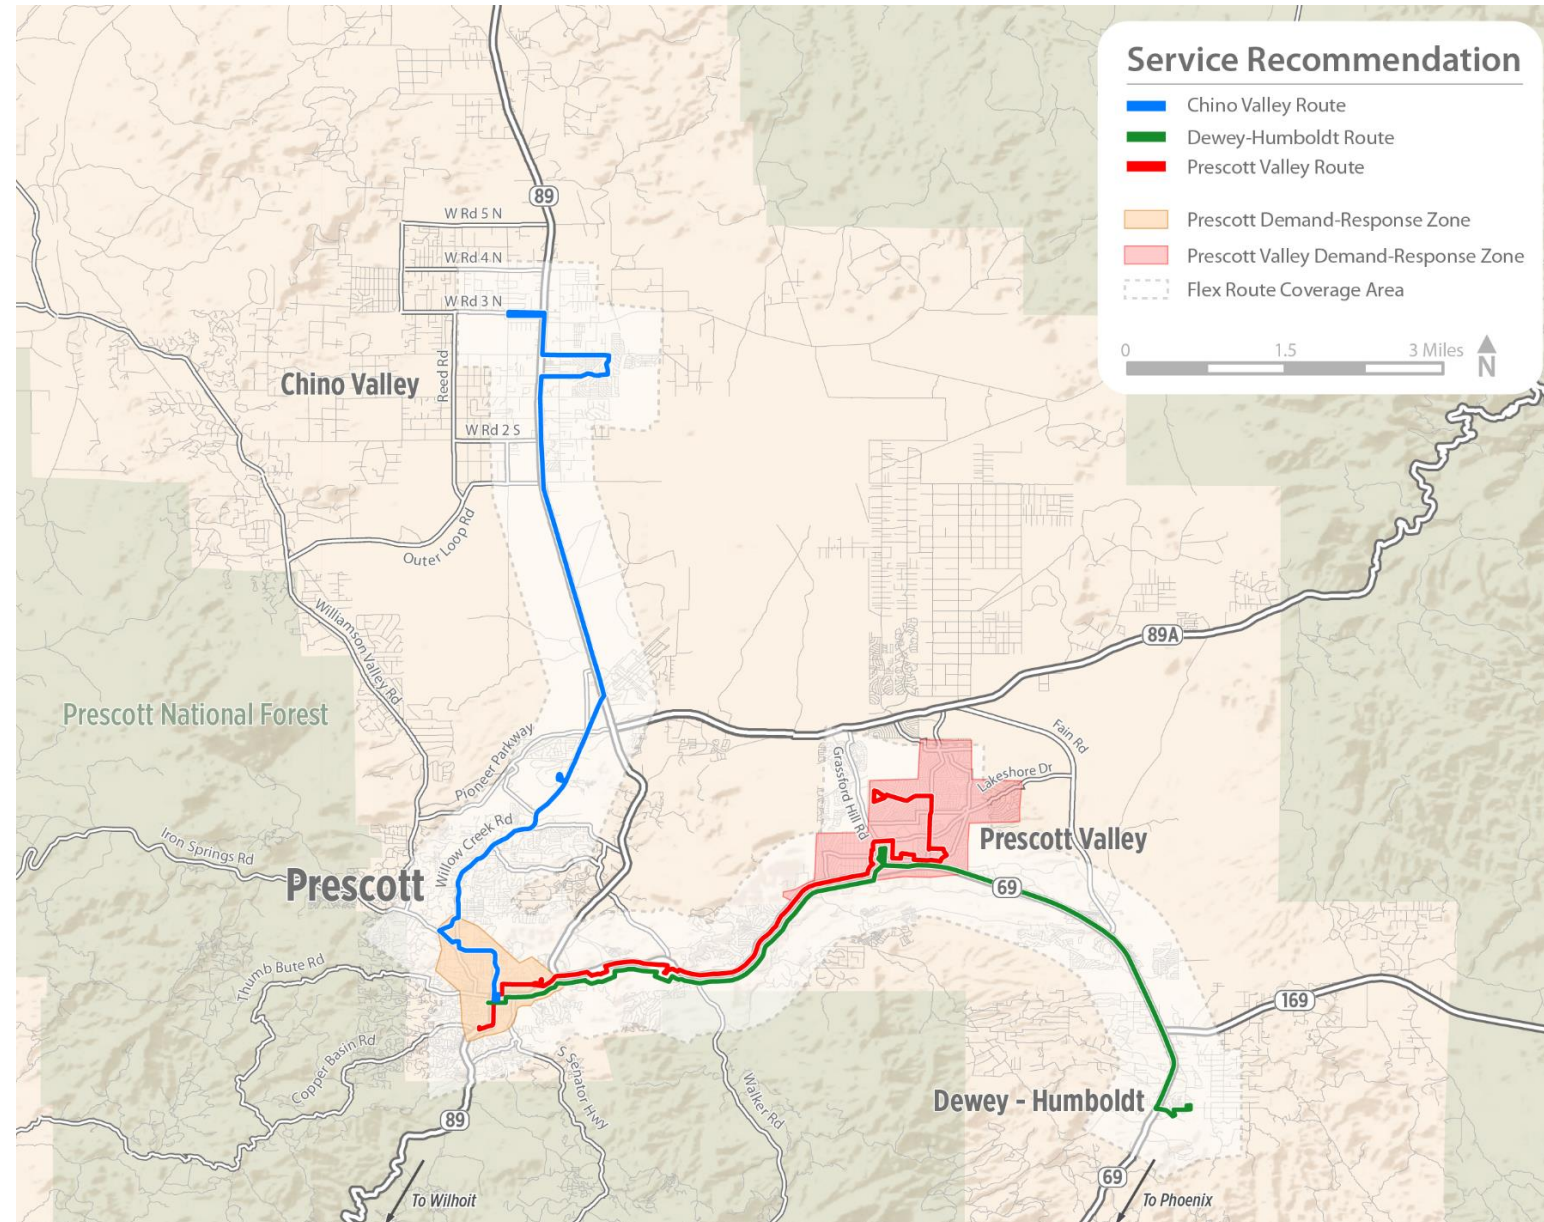 Service Recommendation
Chino Valley Route
Dewey-Humboldt Route
Prescott Valley Route
Prescott Demand-Response Zone
Prescott Valley Demand-Response Zone
Flex Route Coverage Area
0
1.5
3 Miles
N
89
W Rd 5 N
W Rd 4 N
W Rd 3 N
Chino Valley
Reed Rd
W Rd 2 S
Outer Loop Rd
Williamson Valley Rd
89A
Prescott National Forest
Pioneer Parkway
Fain Rd
Grassford Hill Rd
Lakeshore Dr
Willow Creek Rd
Iron Springs Rd
Prescott Valley
Prescott
69
Thumb Bute Rd
169
Copper Basin Rd
S Senator Hwy
Walker Rd
Dewey - Humboldt
89
69
To Wilhoit
To Phoenix